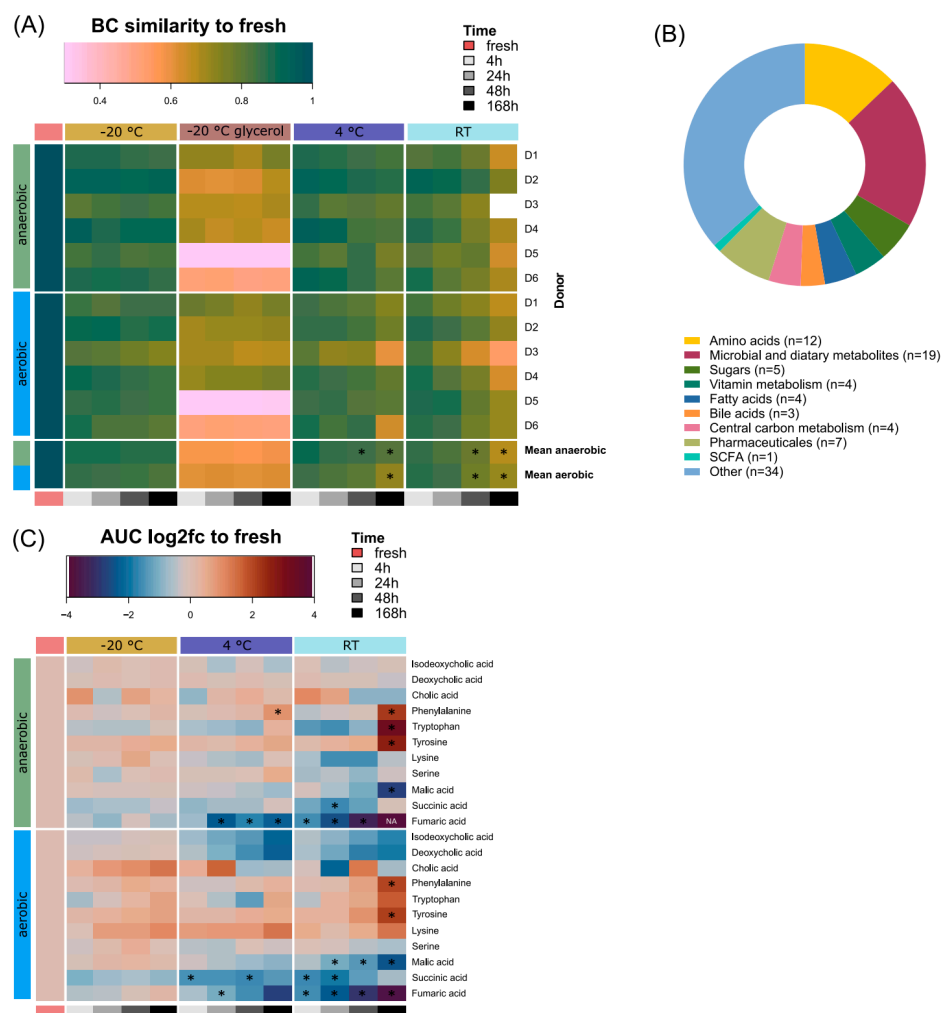 (A)
BC similarity to fresh
0.4 0.6 0.8 1
Time
fresh
4h
24h
48h
168h
-20 °C -20 °C glycerol 4 °C RT
anaerobic
D1
D2
D3
D4
D5
D6
aerobic
D1
D2
D3
D4
D5
D6
Donor
* * * * Mean anaerobic
* * * Mean aerobic
(B)
Amino acids (n=12)
Microbial and diatary metabolites (n=19)
Sugars (n=5)
Vitamin metabolism (n=4)
Fatty acids (n=4)
Bile acids (n=3)
Central carbon metabolism (n=4)
Pharmaceuticales (n=7)
SCFA (n=1)
Other (n=34)
(C)
AUC log2fc to fresh
−4 −2 0 2 4
Time
fresh
4h
24h
48h
168h
-20 °C 4 °C RT
anaerobic
Isodeoxycholic acid
Deoxycholic acid
Cholic acid
* * Phenylalanine
* Tryptophan
* Tyrosine
Lysine
Serine
* Malic acid
* Succinic acid
* * * * * * NA Fumaric acid
aerobic
Isodeoxycholic acid
Deoxycholic acid
Cholic acid
* Phenylalanine
Tryptophan
* Tyrosine
Lysine
Serine
* * * Malic acid
* * * * Succinic acid
* * * * * Fumaric acid